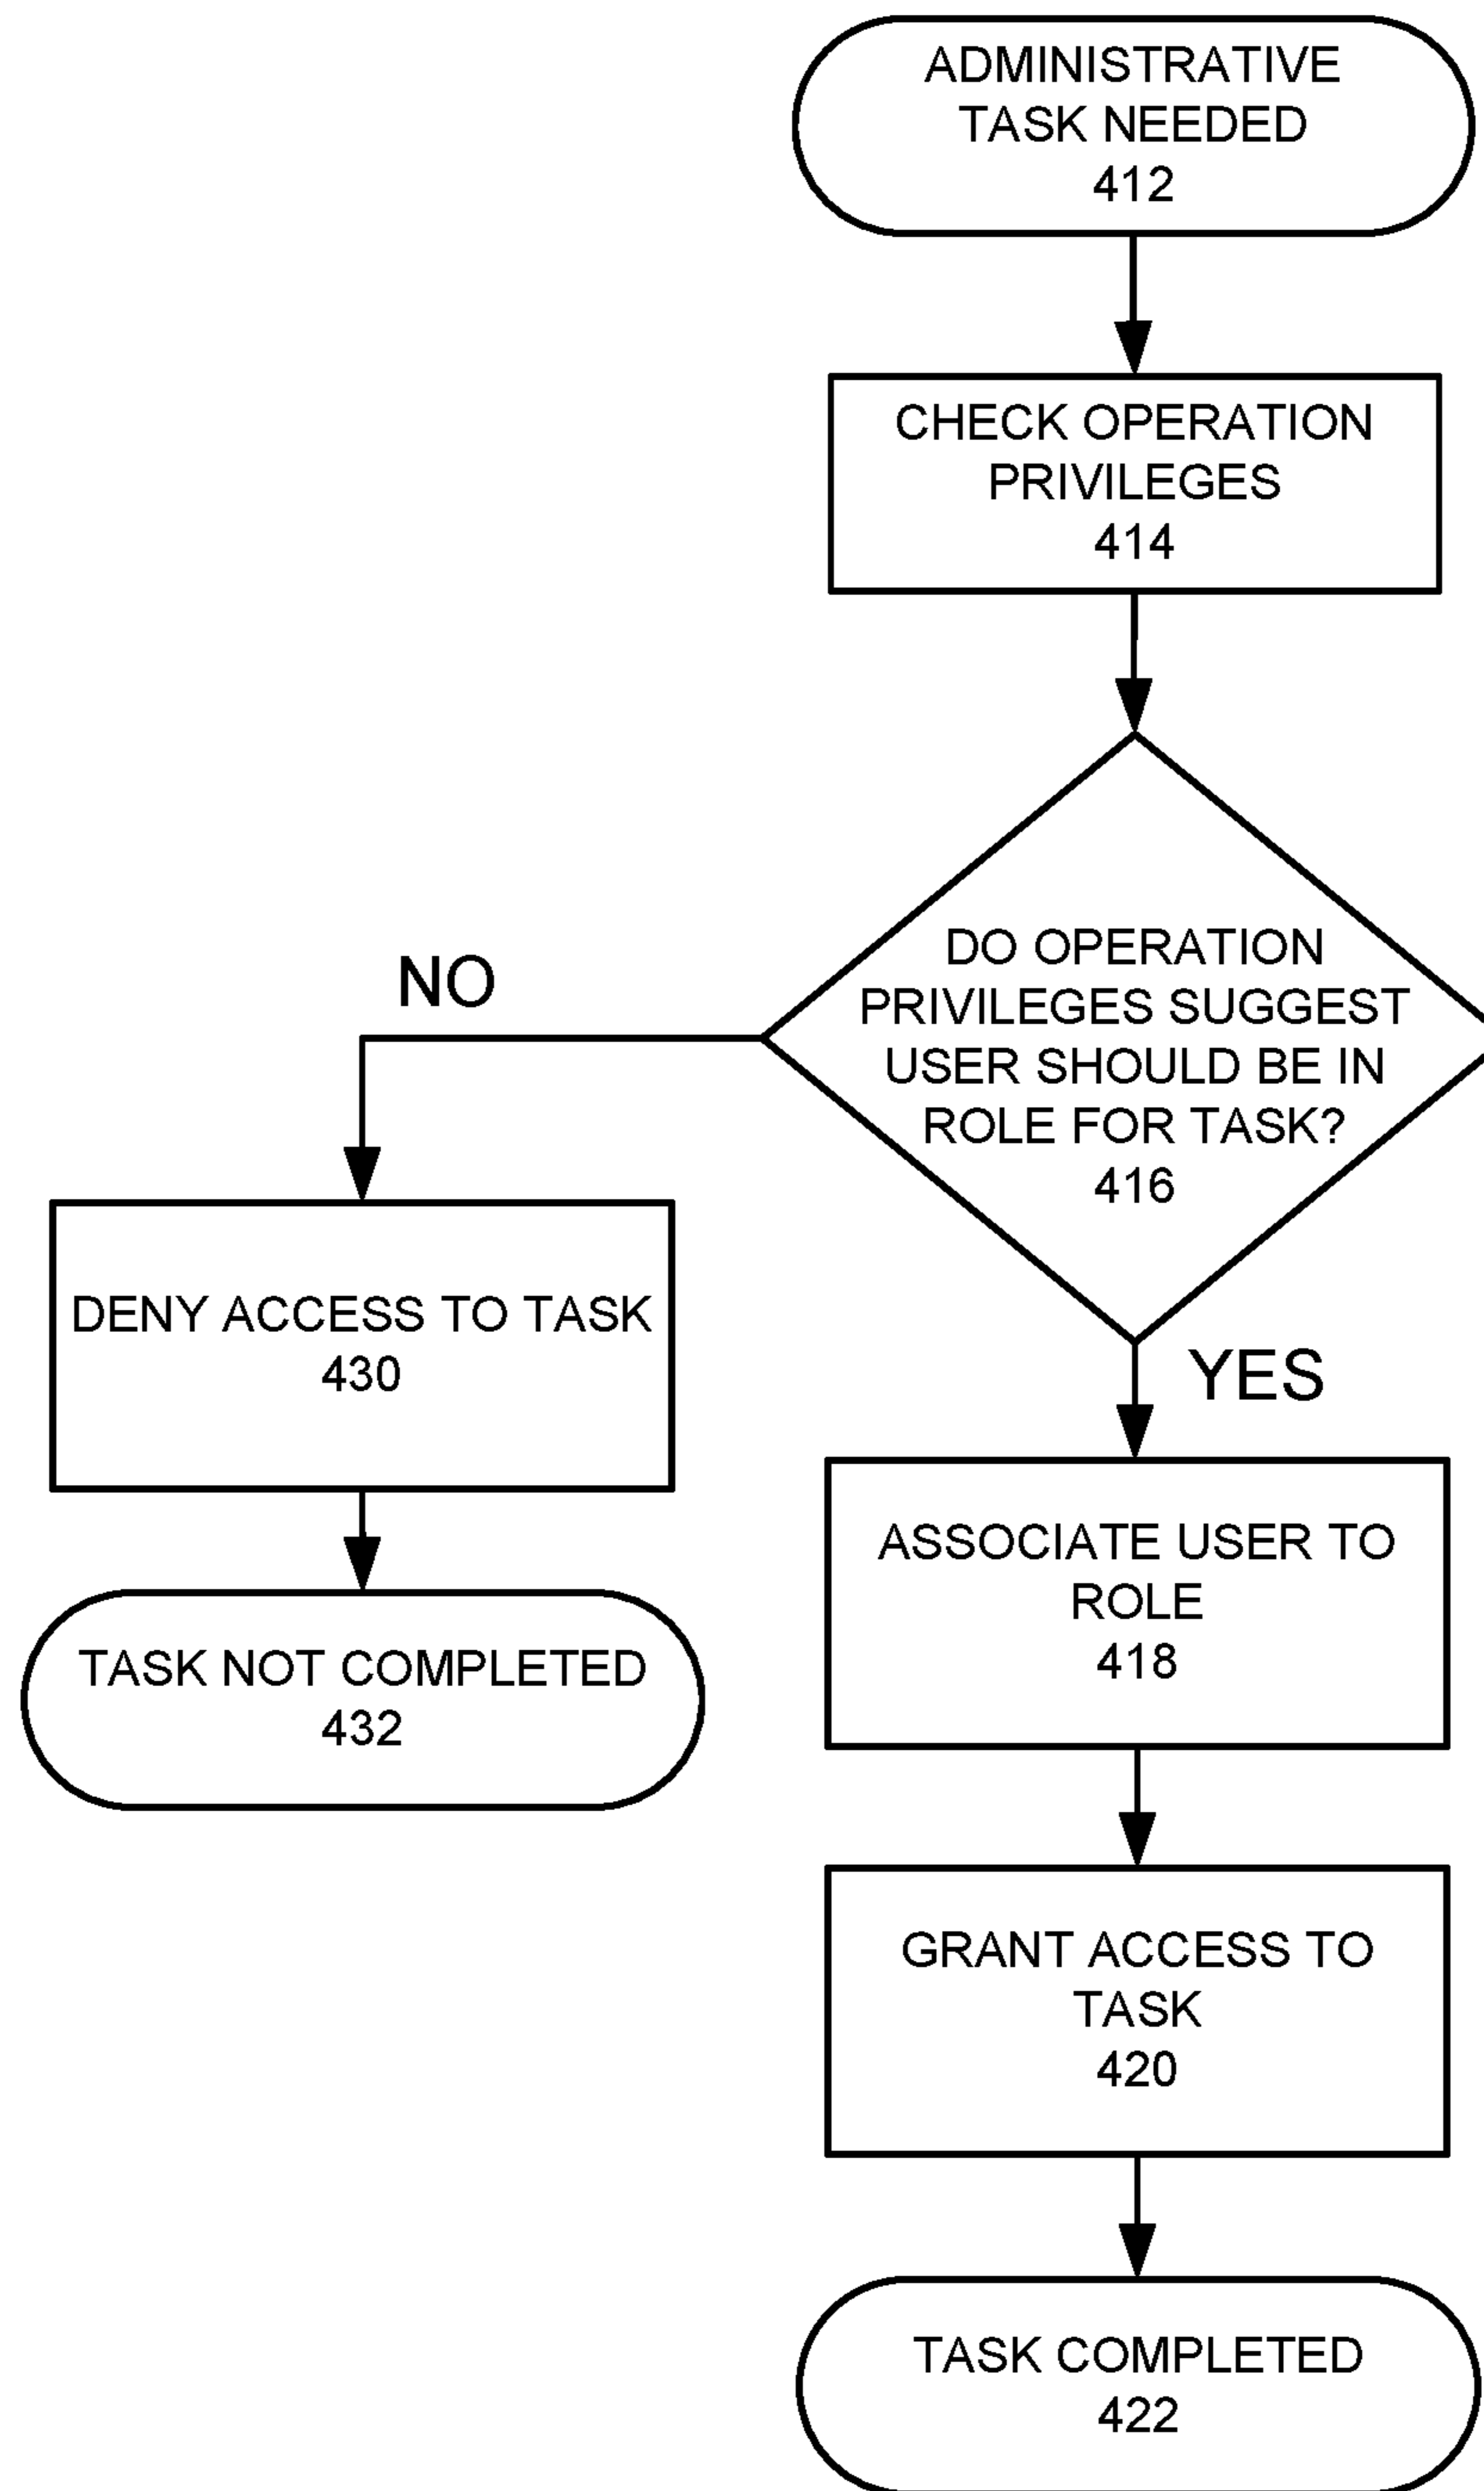 ADMINISTRATIVE
TASK NEEDED
412
CHECK OPERATION
PRIVILEGES
414
DO OPERATION
PRIVILEGES SUGGEST
USER SHOULD BE IN
ROLE FOR TASK?
416
NO
YES
DENY ACCESS TO TASK
430
TASK NOT COMPLETED
432
ASSOCIATE USER TO
ROLE
418
GRANT ACCESS TO
TASK
420
TASK COMPLETED
422